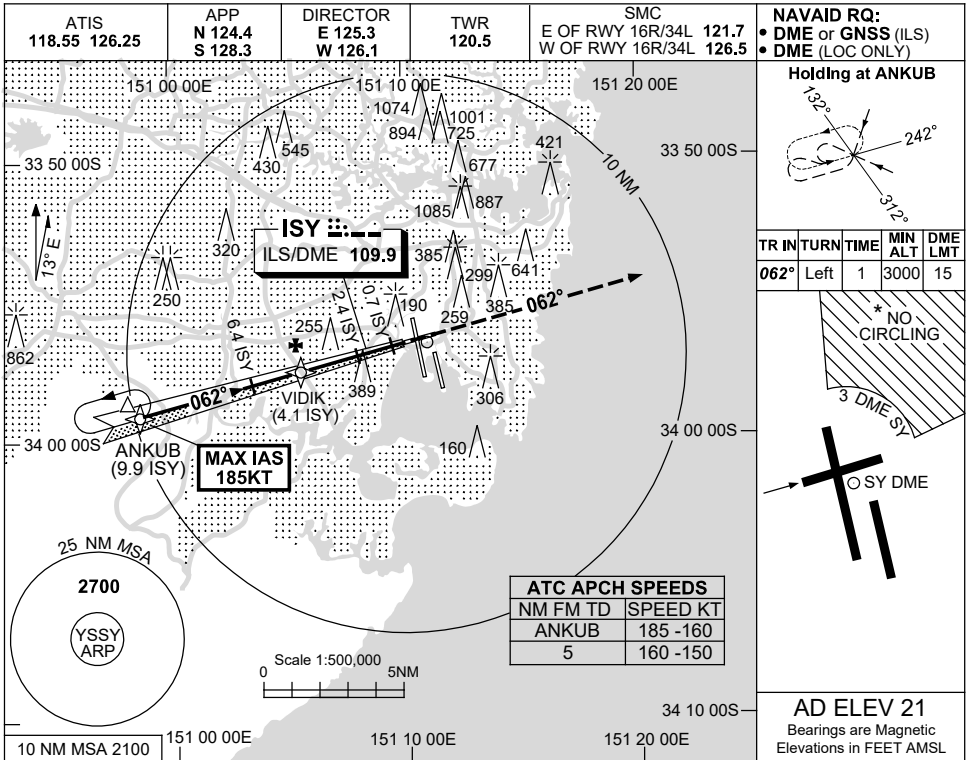 ATIS
118.55 126.25
APP
N 124.4
S 128.3
DIRECTOR
E 125.3
W 126.1
TWR
120.5
SMC
E OF RWY 16R/34L 121.7
W OF RWY 16R/34L 126.5
NAVAID RQ:
• DME or GNSS (ILS)
• DME (LOC ONLY)
151 00 00E
151 10 00E
151 20 00E
Holding at ANKUB
132°
242°
312°
TR IN TURN TIME MIN ALT DME LMT
062° Left 1 3000 15
* NO
CIRCLING
3 DME SY
SY DME
33 50 00S
33 50 00S
10 NM
1074
1001
894
725
545
430
677
421
1085
887
13° E
320
ISY
ILS/DME 109.9
385
299
641
250
190
259
385
062°
862
255
6.4 ISY
2.4 ISY
0.7 ISY
389
306
062°
VIDIK
(4.1 ISY)
34 00 00S
34 00 00S
ANKUB
(9.9 ISY)
MAX IAS
185KT
160
25 NM MSA
2700
YSSY
ARP
ATC APCH SPEEDS
NM FM TD SPEED KT
ANKUB 185 -160
5 160 -150
Scale 1:500,000
0 5NM
34 10 00S
10 NM MSA 2100
151 00 00E
151 10 00E
151 20 00E
AD ELEV 21
Bearings are Magnetic
Elevations in FEET AMSL